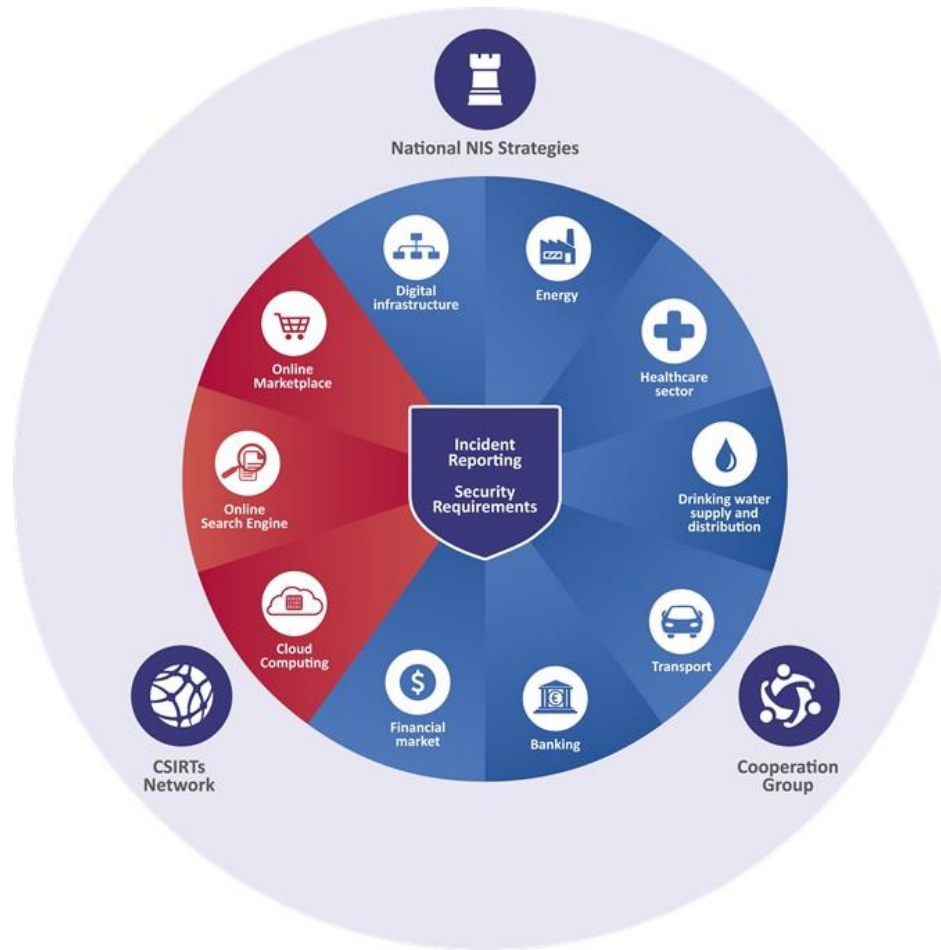 National NIS Strategies
Digital
infrastructure
Energy
Online
Marketplace
Healthcare
sector
Incident
Reporting
Security
Requirements
Online
Search Engine
Drinking water
supply and
distribution
Cloud
Computing
Transport
$
Financial
market
€
Banking
CSIRTs
Network
Cooperation
Group